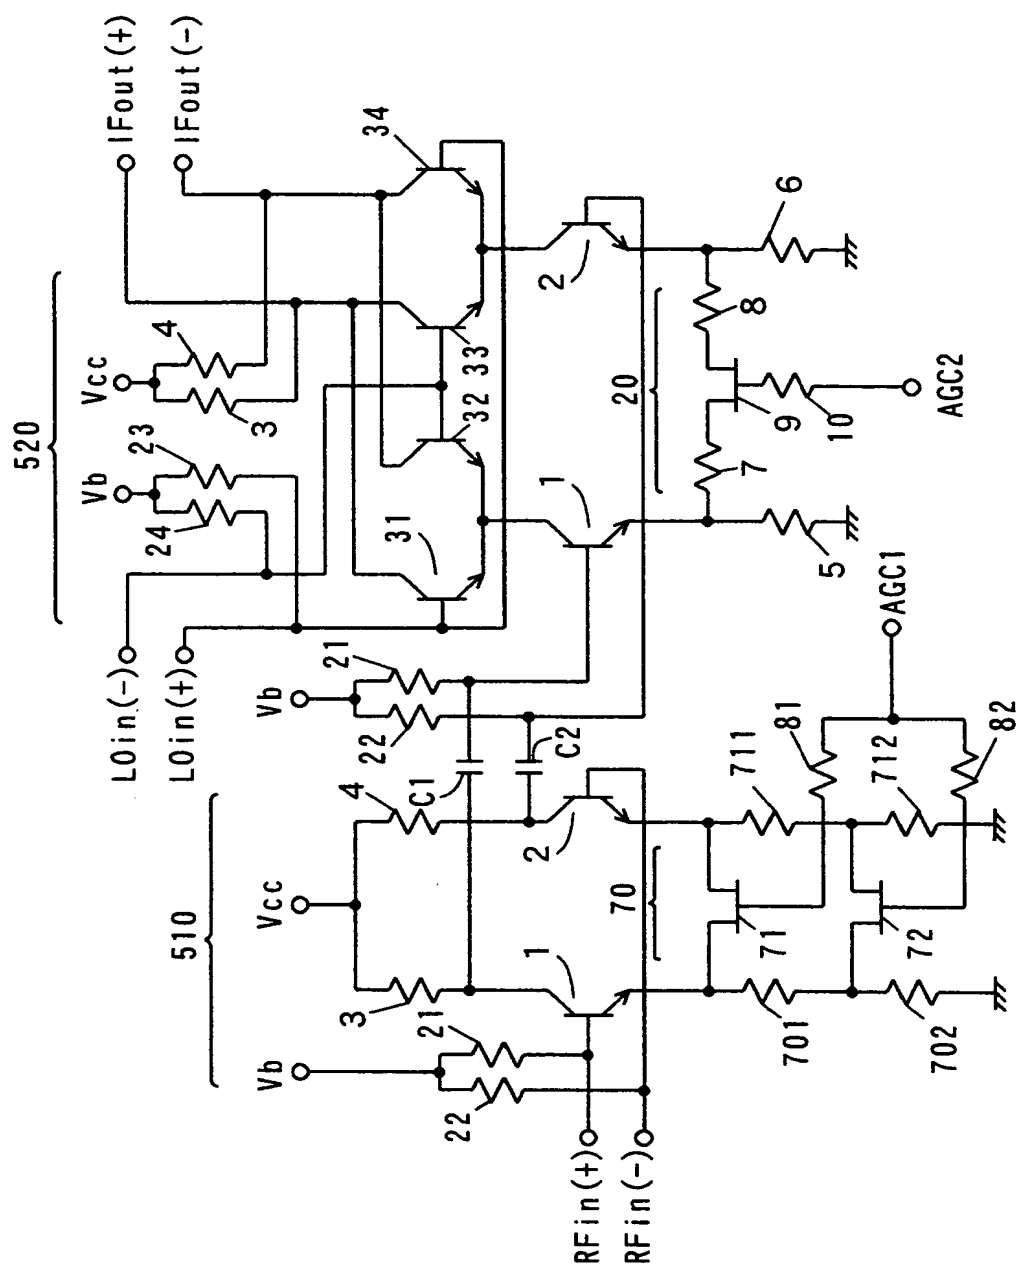 IFout(+)
IFout(-)
34
520
Vcc
4
3
Vb
23
24
33
32
31
LOin(-)
LOin(+)
2
6
8
20
9
10
AGC2
7
1
5
AGC1
Vb
21
22
C1
C2
510
Vcc
4
3
2
1
70
711
81
712
82
71
72
701
702
Vb
21
22
RFin(+)
RFin(-)